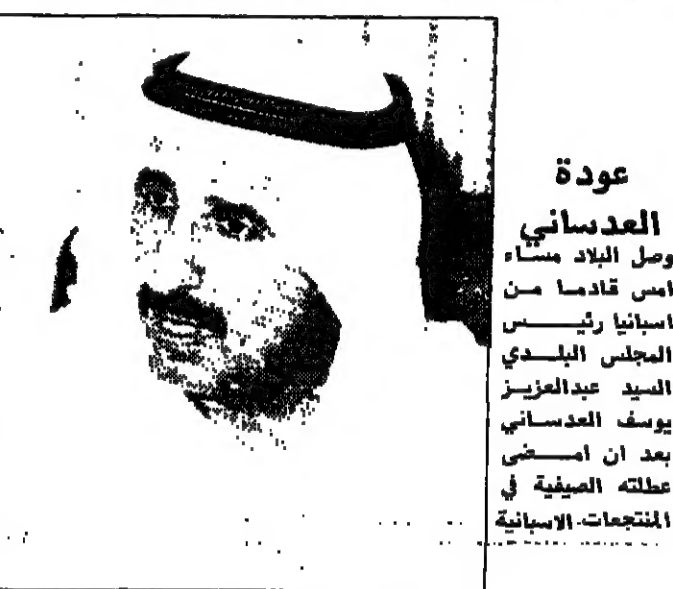 عودة
العدساني
وصل البلاد مساء
امس قادما من
اسبانيا رئيس
المجلس البلدي
السيد عبدالعزيز
يوسف العدساني
بعد ان امضى
عطلته الصيفية في
المنتجعات الاسبانية